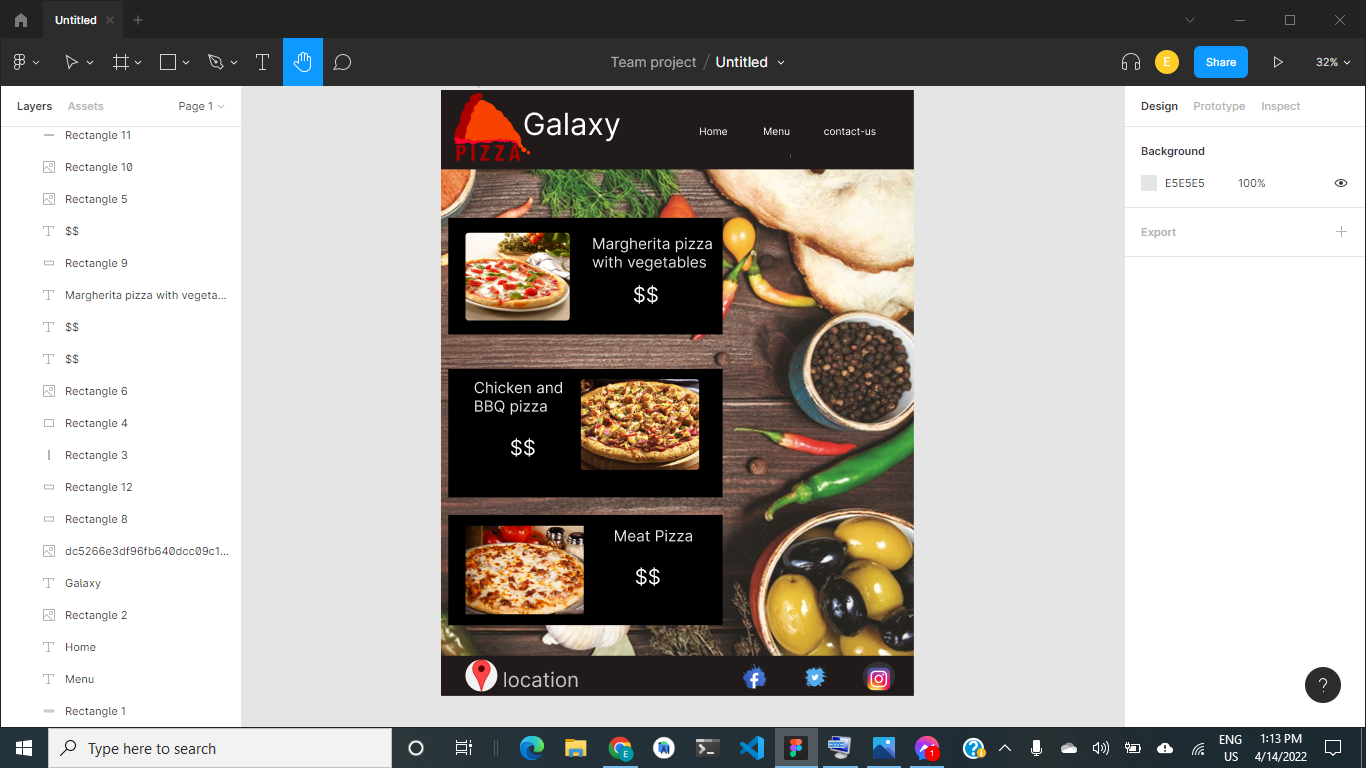 Untitled
Team project / Untitled
E
Share
32%
Layers
Assets
Page 1
Design
Prototype
Inspect
Rectangle 11
Rectangle 10
Rectangle 5
$$
Rectangle 9
Margherita pizza with vegeta...
$$
$$
Rectangle 6
Rectangle 4
Rectangle 3
Rectangle 12
Rectangle 8
dc5266e3df96fb640dcc09c1...
Galaxy
Rectangle 2
Home
Menu
Rectangle 1
PIZZA
Galaxy
Home
Menu
contact-us
Margherita pizza
with vegetables
$$
Chicken and
BBQ pizza
$$
Meat Pizza
$$
location
Background
E5E5E5
100%
Export
?
Type here to search
E
1
ENG
US
1:13 PM
4/14/2022